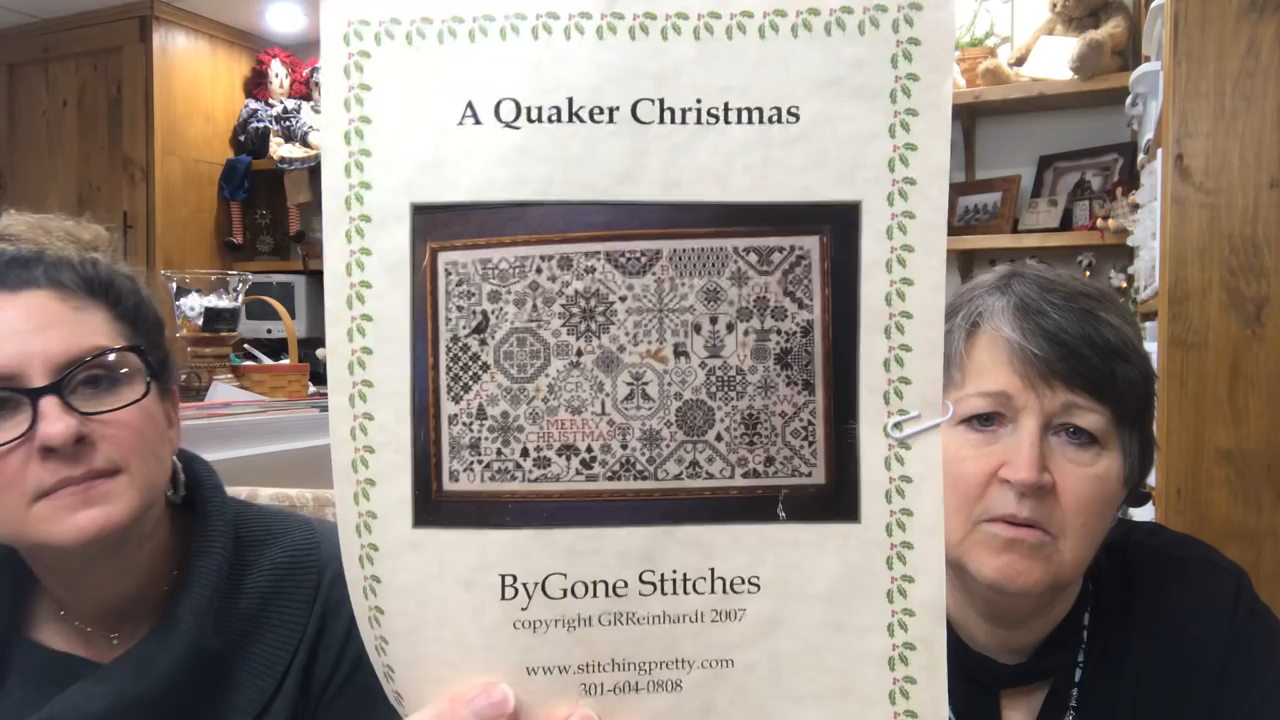 A Quaker Christmas
MERRY
CHRISTMAS
ByGone Stitches
copyright GRReinhardt 2007
www.stitchingpretty.com
301-604-0808